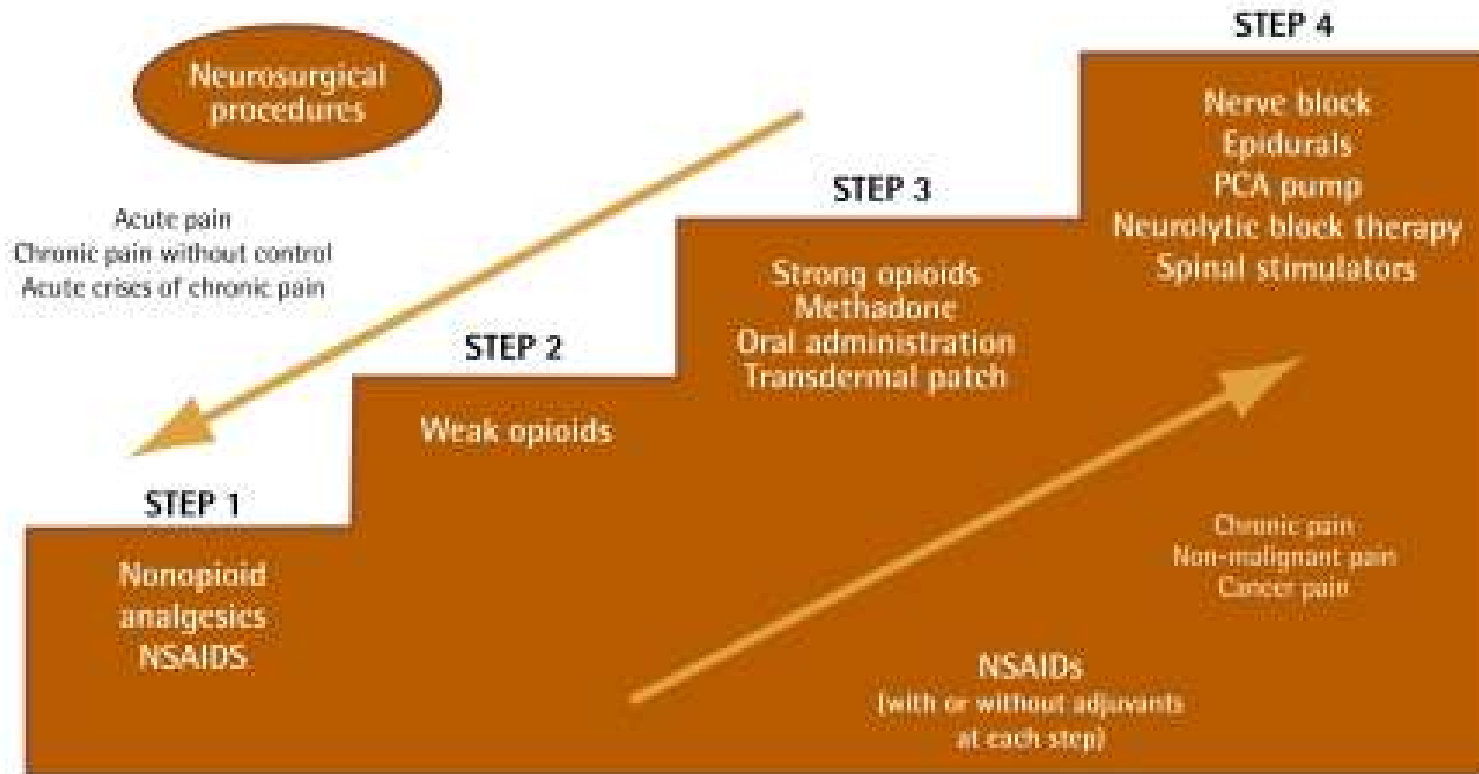 Neurosurgical
procedures
Acute pain
Chronic pain without control
Acute crises of chronic pain
STEP 1
Nonopioid
analgesics
NSAIDS
STEP 2
Weak opioids
STEP 3
Strong opioids
Methadone
Oral administration
Transdermal patch
STEP 4
Nerve block
Epidurals
PCA pump
Neurolytic block therapy
Spinal stimulators
Chronic pain
Non-malignant pain
Cancer pain
NSAIDs
(with or without adjuvants
at each step)